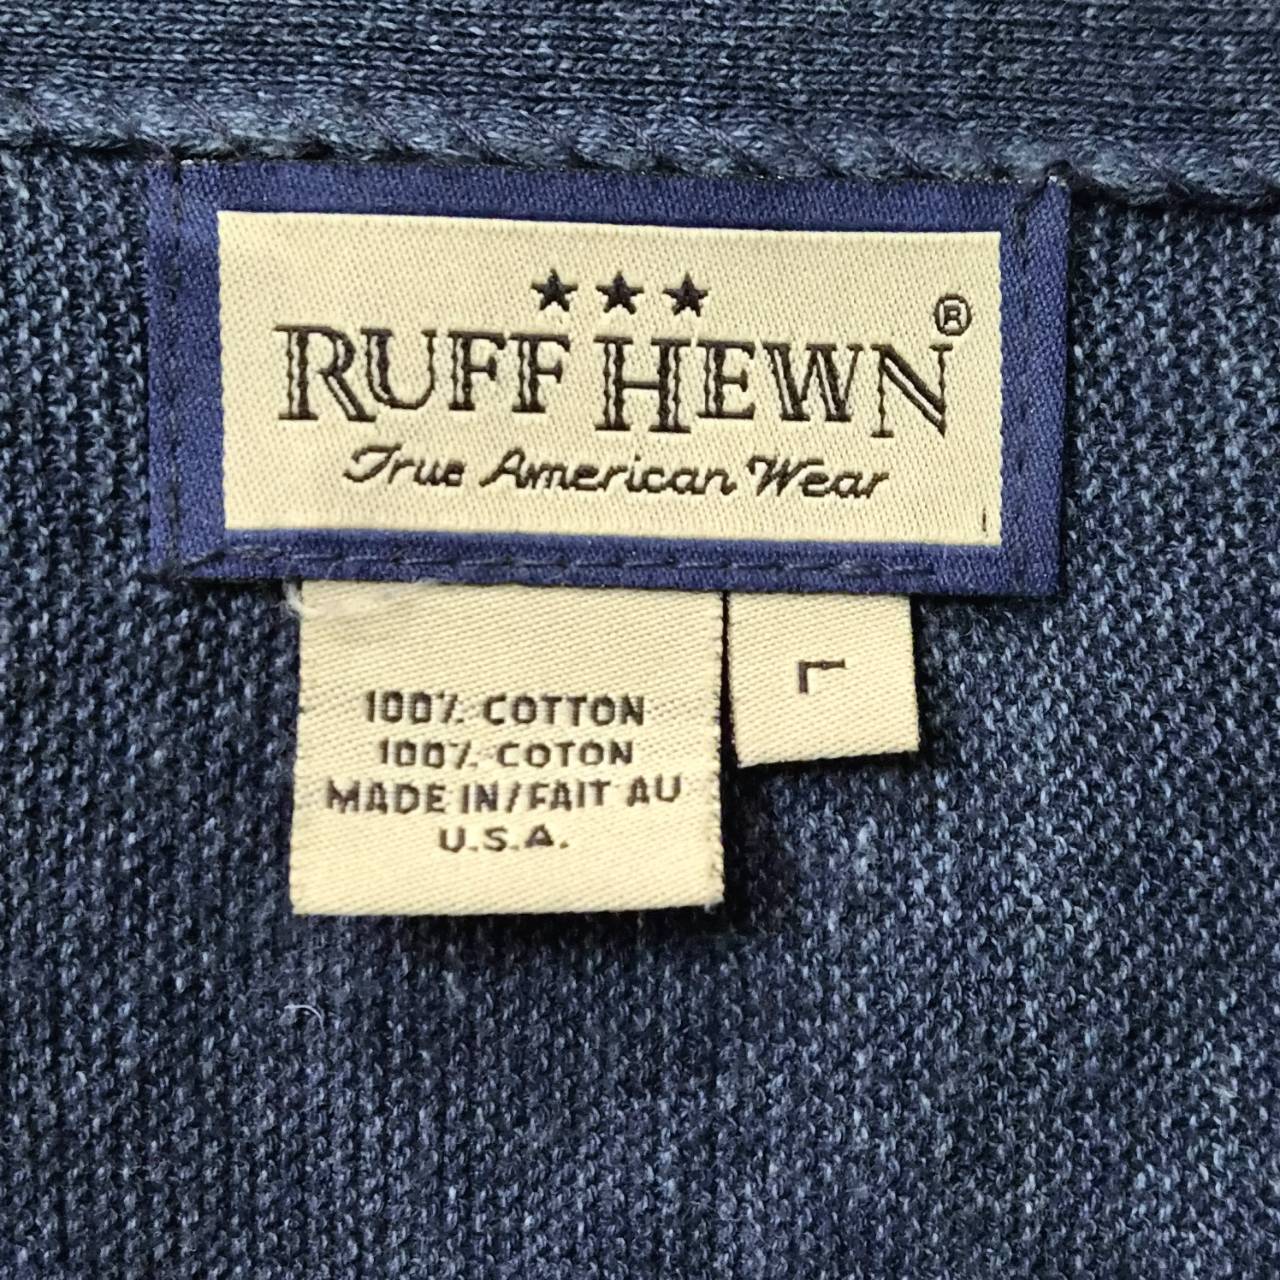 ★★★
RUFF HEWN®
True American Wear
L
100% COTTON
100% COTON
MADE IN/FAIT AU
U.S.A.